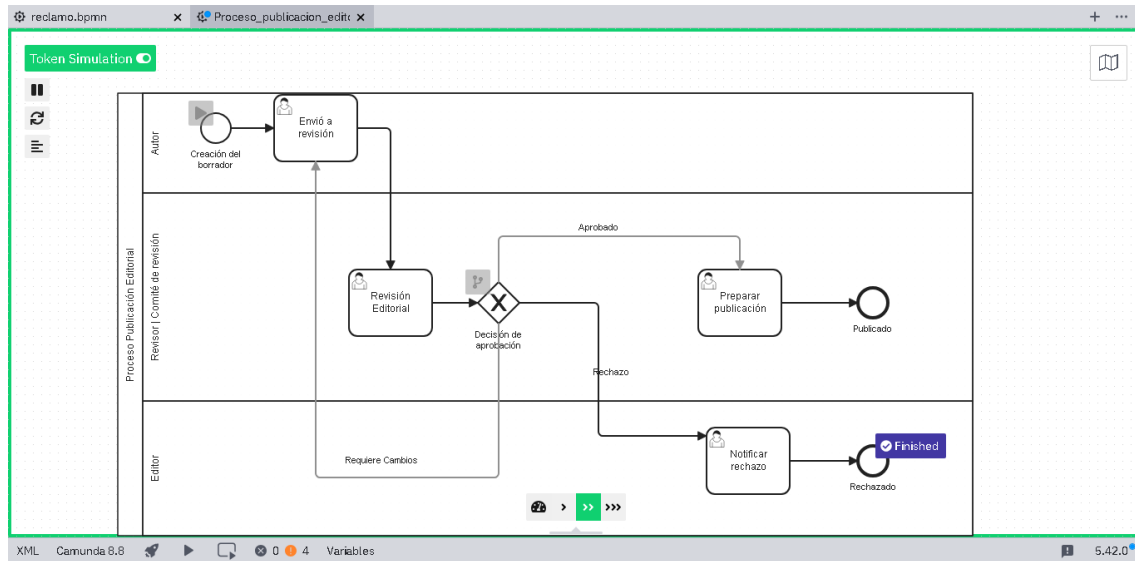 reclamo.bpmn
Proceso_publicacion_edit
Token Simulation
Proceso Publicación Editorial
Autor
Creación del
borrador
Envió a
revisión
Revisor | Comité de revisión
Revisión
Editorial
Decisión de
aprobación
Aprobado
Preparar
publicación
Publicado
Rechazo
Editor
Requiere Cambios
Notificar
rechazo
Finished
Rechazado
XML Camunda 8.8 0 4 Variables 5.42.0